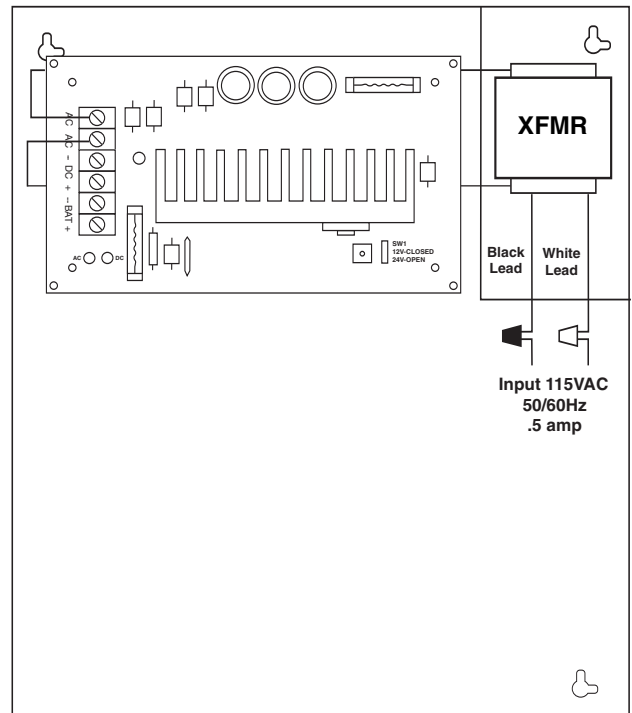 XFMR
AC AC – DC + – BAT +
SW1
12V-CLOSED
24V-OPEN
AC DC
Black
Lead
White
Lead
Input 115VAC
50/60Hz
.5 amp